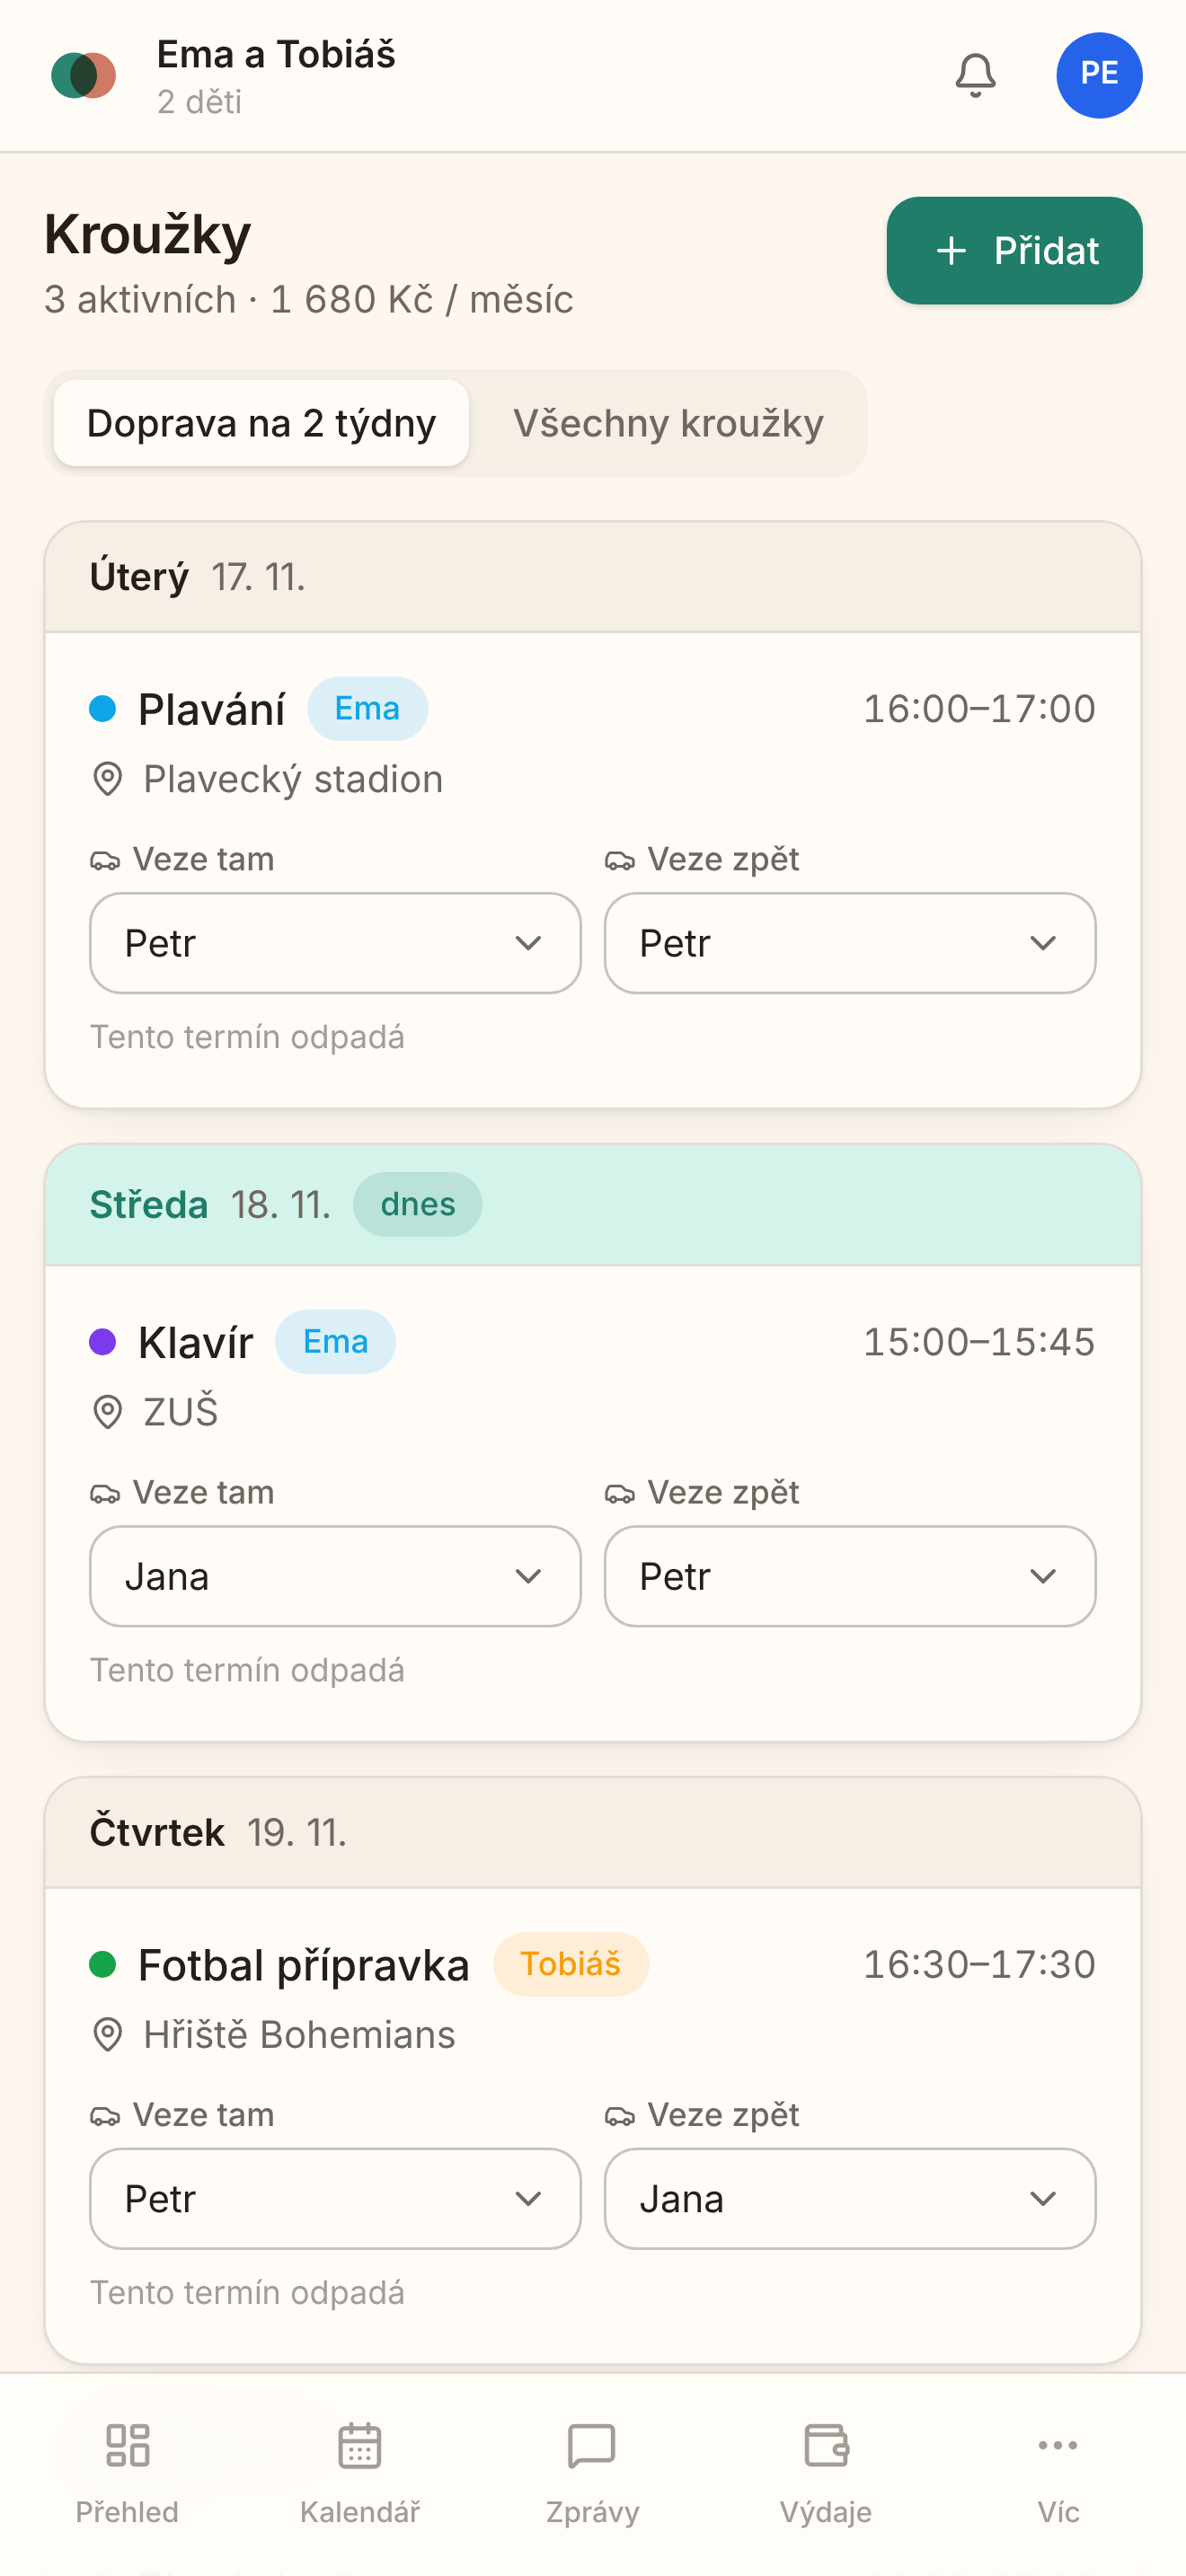 Ema a Tobiáš
2 děti
PE
Kroužky
3 aktivních · 1 680 Kč / měsíc
Přidat
Doprava na 2 týdny
Všechny kroužky
Úterý 17. 11.
Plavání Ema 16:00–17:00
Plavecký stadion
Veze tam Veze zpět
Petr Petr
Tento termín odpadá
Středa 18. 11. dnes
Klavír Ema 15:00–15:45
ZUŠ
Veze tam Veze zpět
Jana Petr
Tento termín odpadá
Čtvrtek 19. 11.
Fotbal přípravka Tobiáš 16:30–17:30
Hřiště Bohemians
Veze tam Veze zpět
Petr Jana
Tento termín odpadá
Přehled Kalendář Zprávy Výdaje Víc